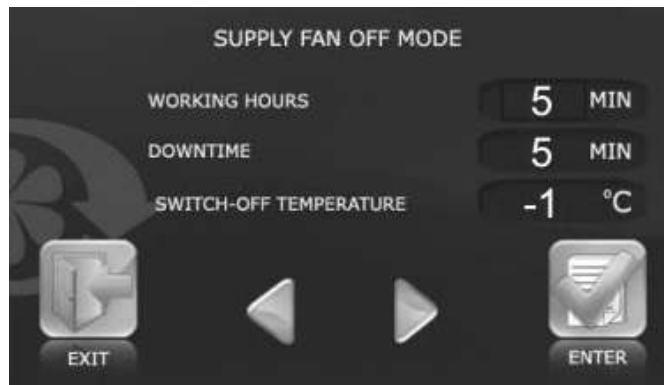 SUPPLY FAN OFF MODE
WORKING HOURS 5 MIN
DOWNTIME 5 MIN
SWITCH-OFF TEMPERATURE -1 °C
EXIT ENTER